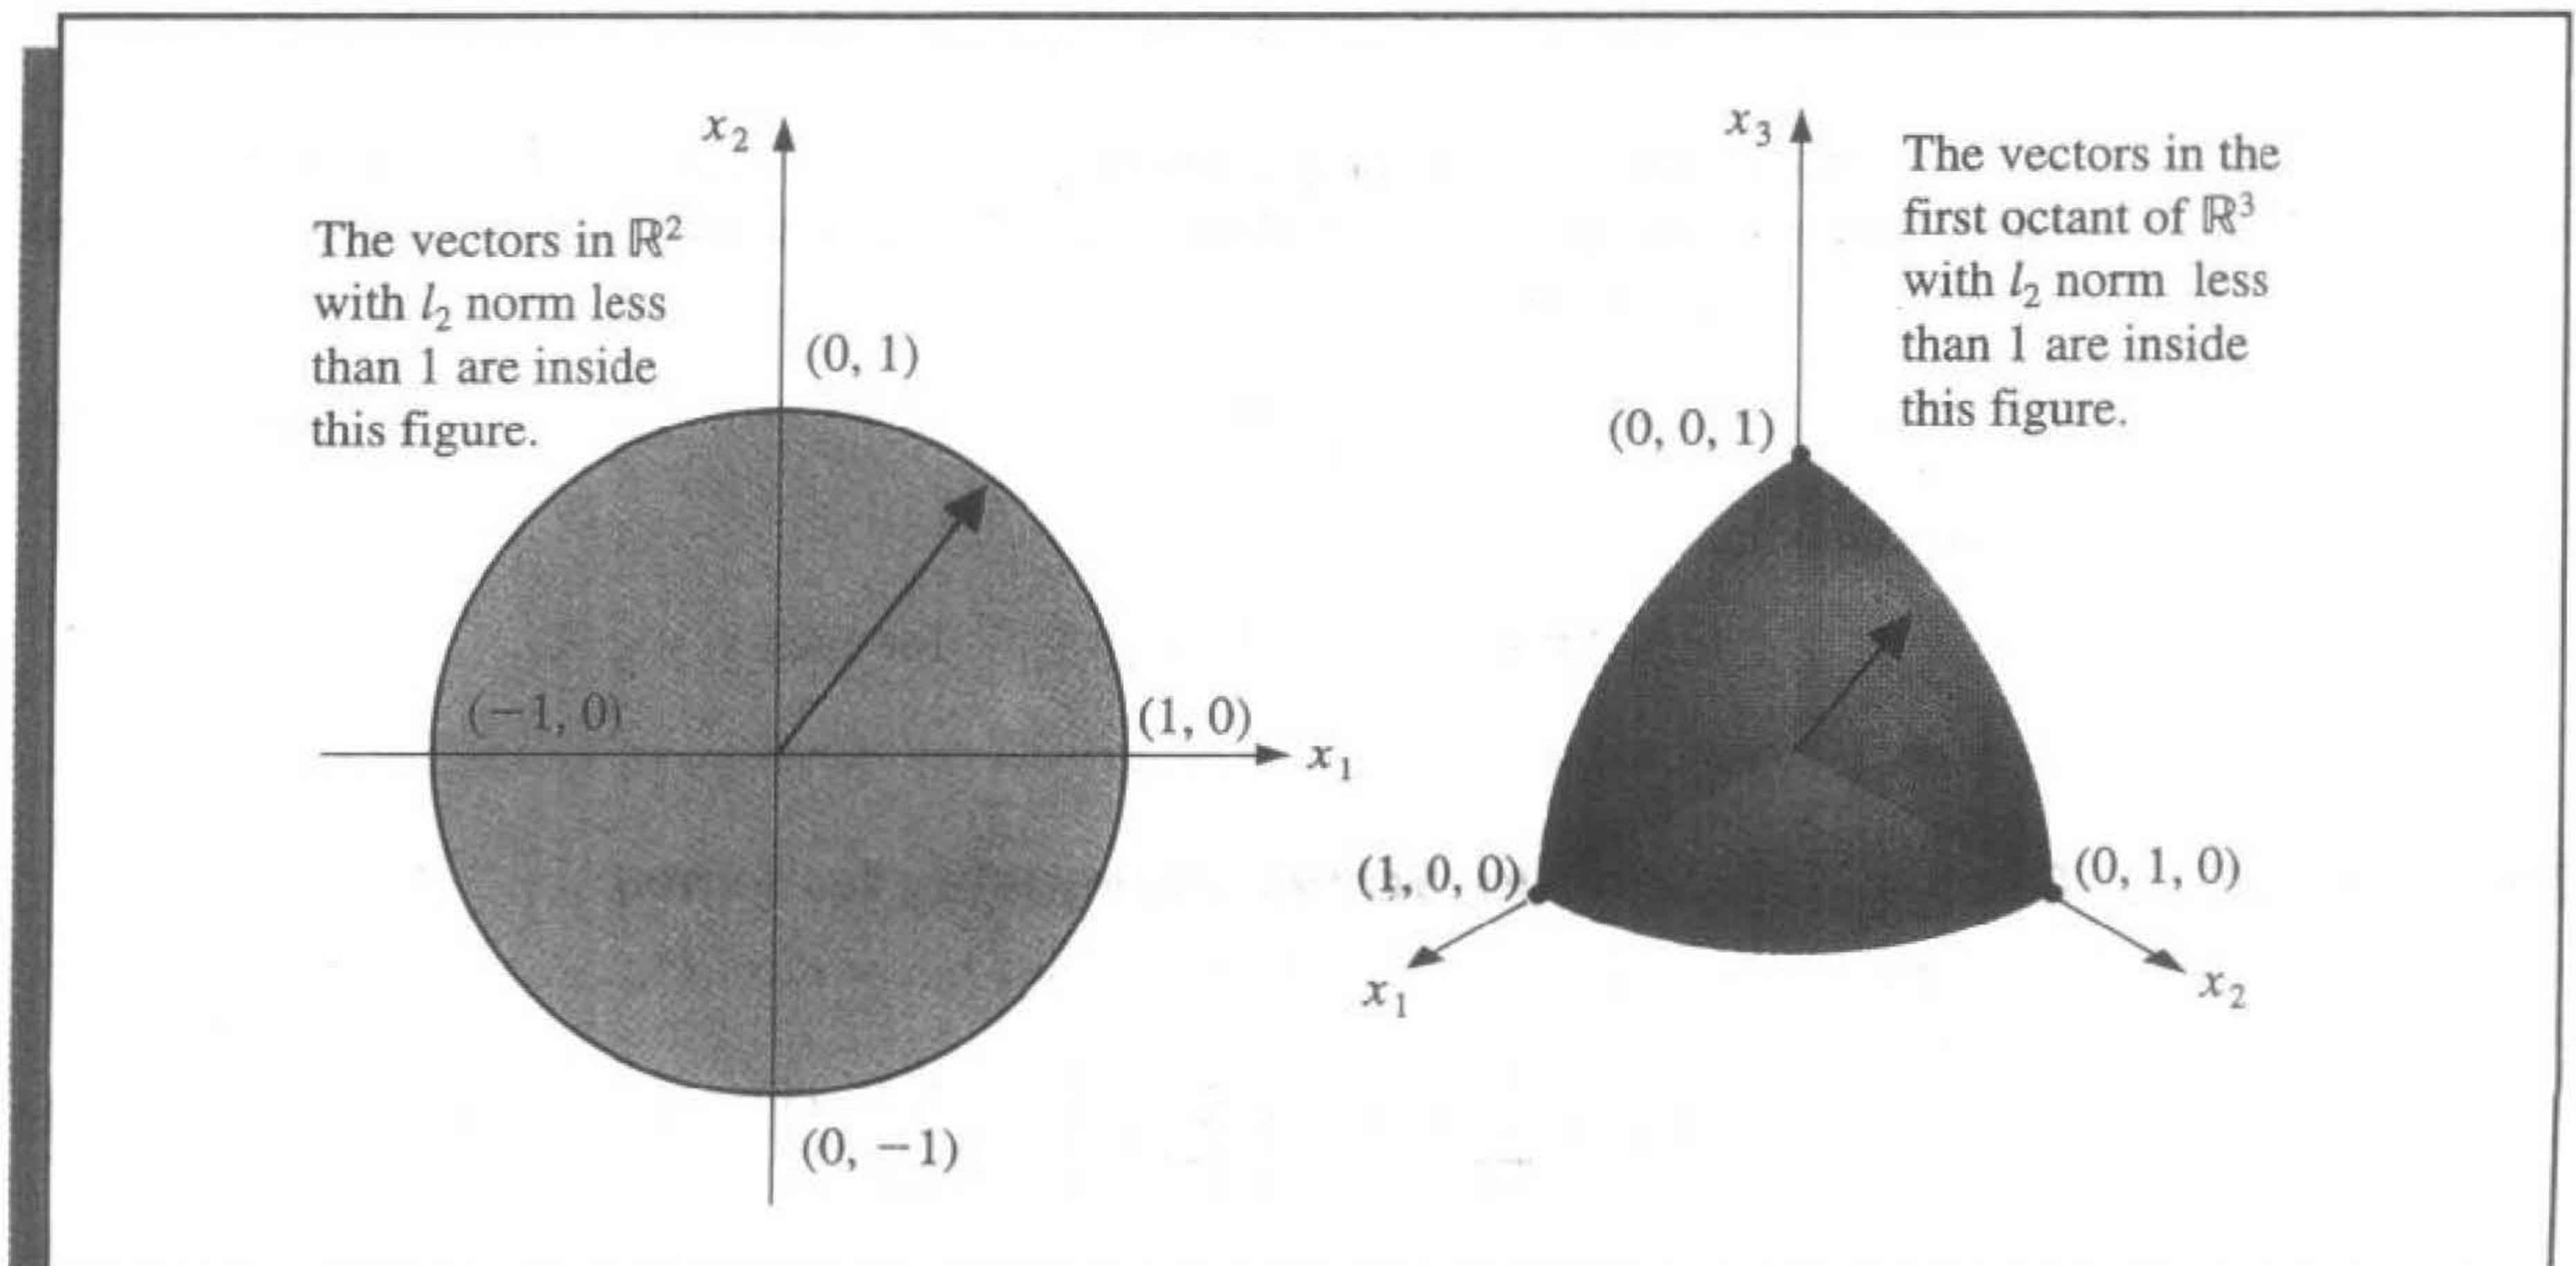 x₂
The vectors in ℝ²
with l₂ norm less
than 1 are inside
this figure.
(0, 1)
(−1, 0)
(1, 0)
x₁
(0, −1)
x₃
The vectors in the
first octant of ℝ³
with l₂ norm less
than 1 are inside
this figure.
(0, 0, 1)
(1, 0, 0)
(0, 1, 0)
x₁
x₂